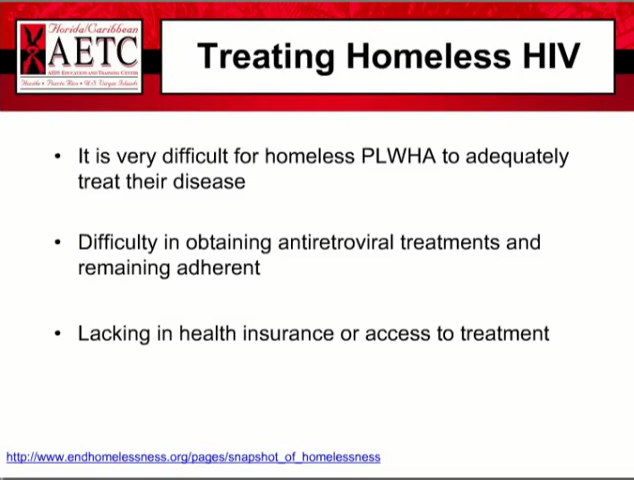 Florida/Caribbean
AETC
AIDS EDUCATION AND TRAINING CENTER
Florida • Puerto Rico • U.S. Virgin Islands
Treating Homeless HIV
• It is very difficult for homeless PLWHA to adequately
treat their disease
• Difficulty in obtaining antiretroviral treatments and
remaining adherent
• Lacking in health insurance or access to treatment
http://www.endhomelessness.org/pages/snapshot_of_homelessness